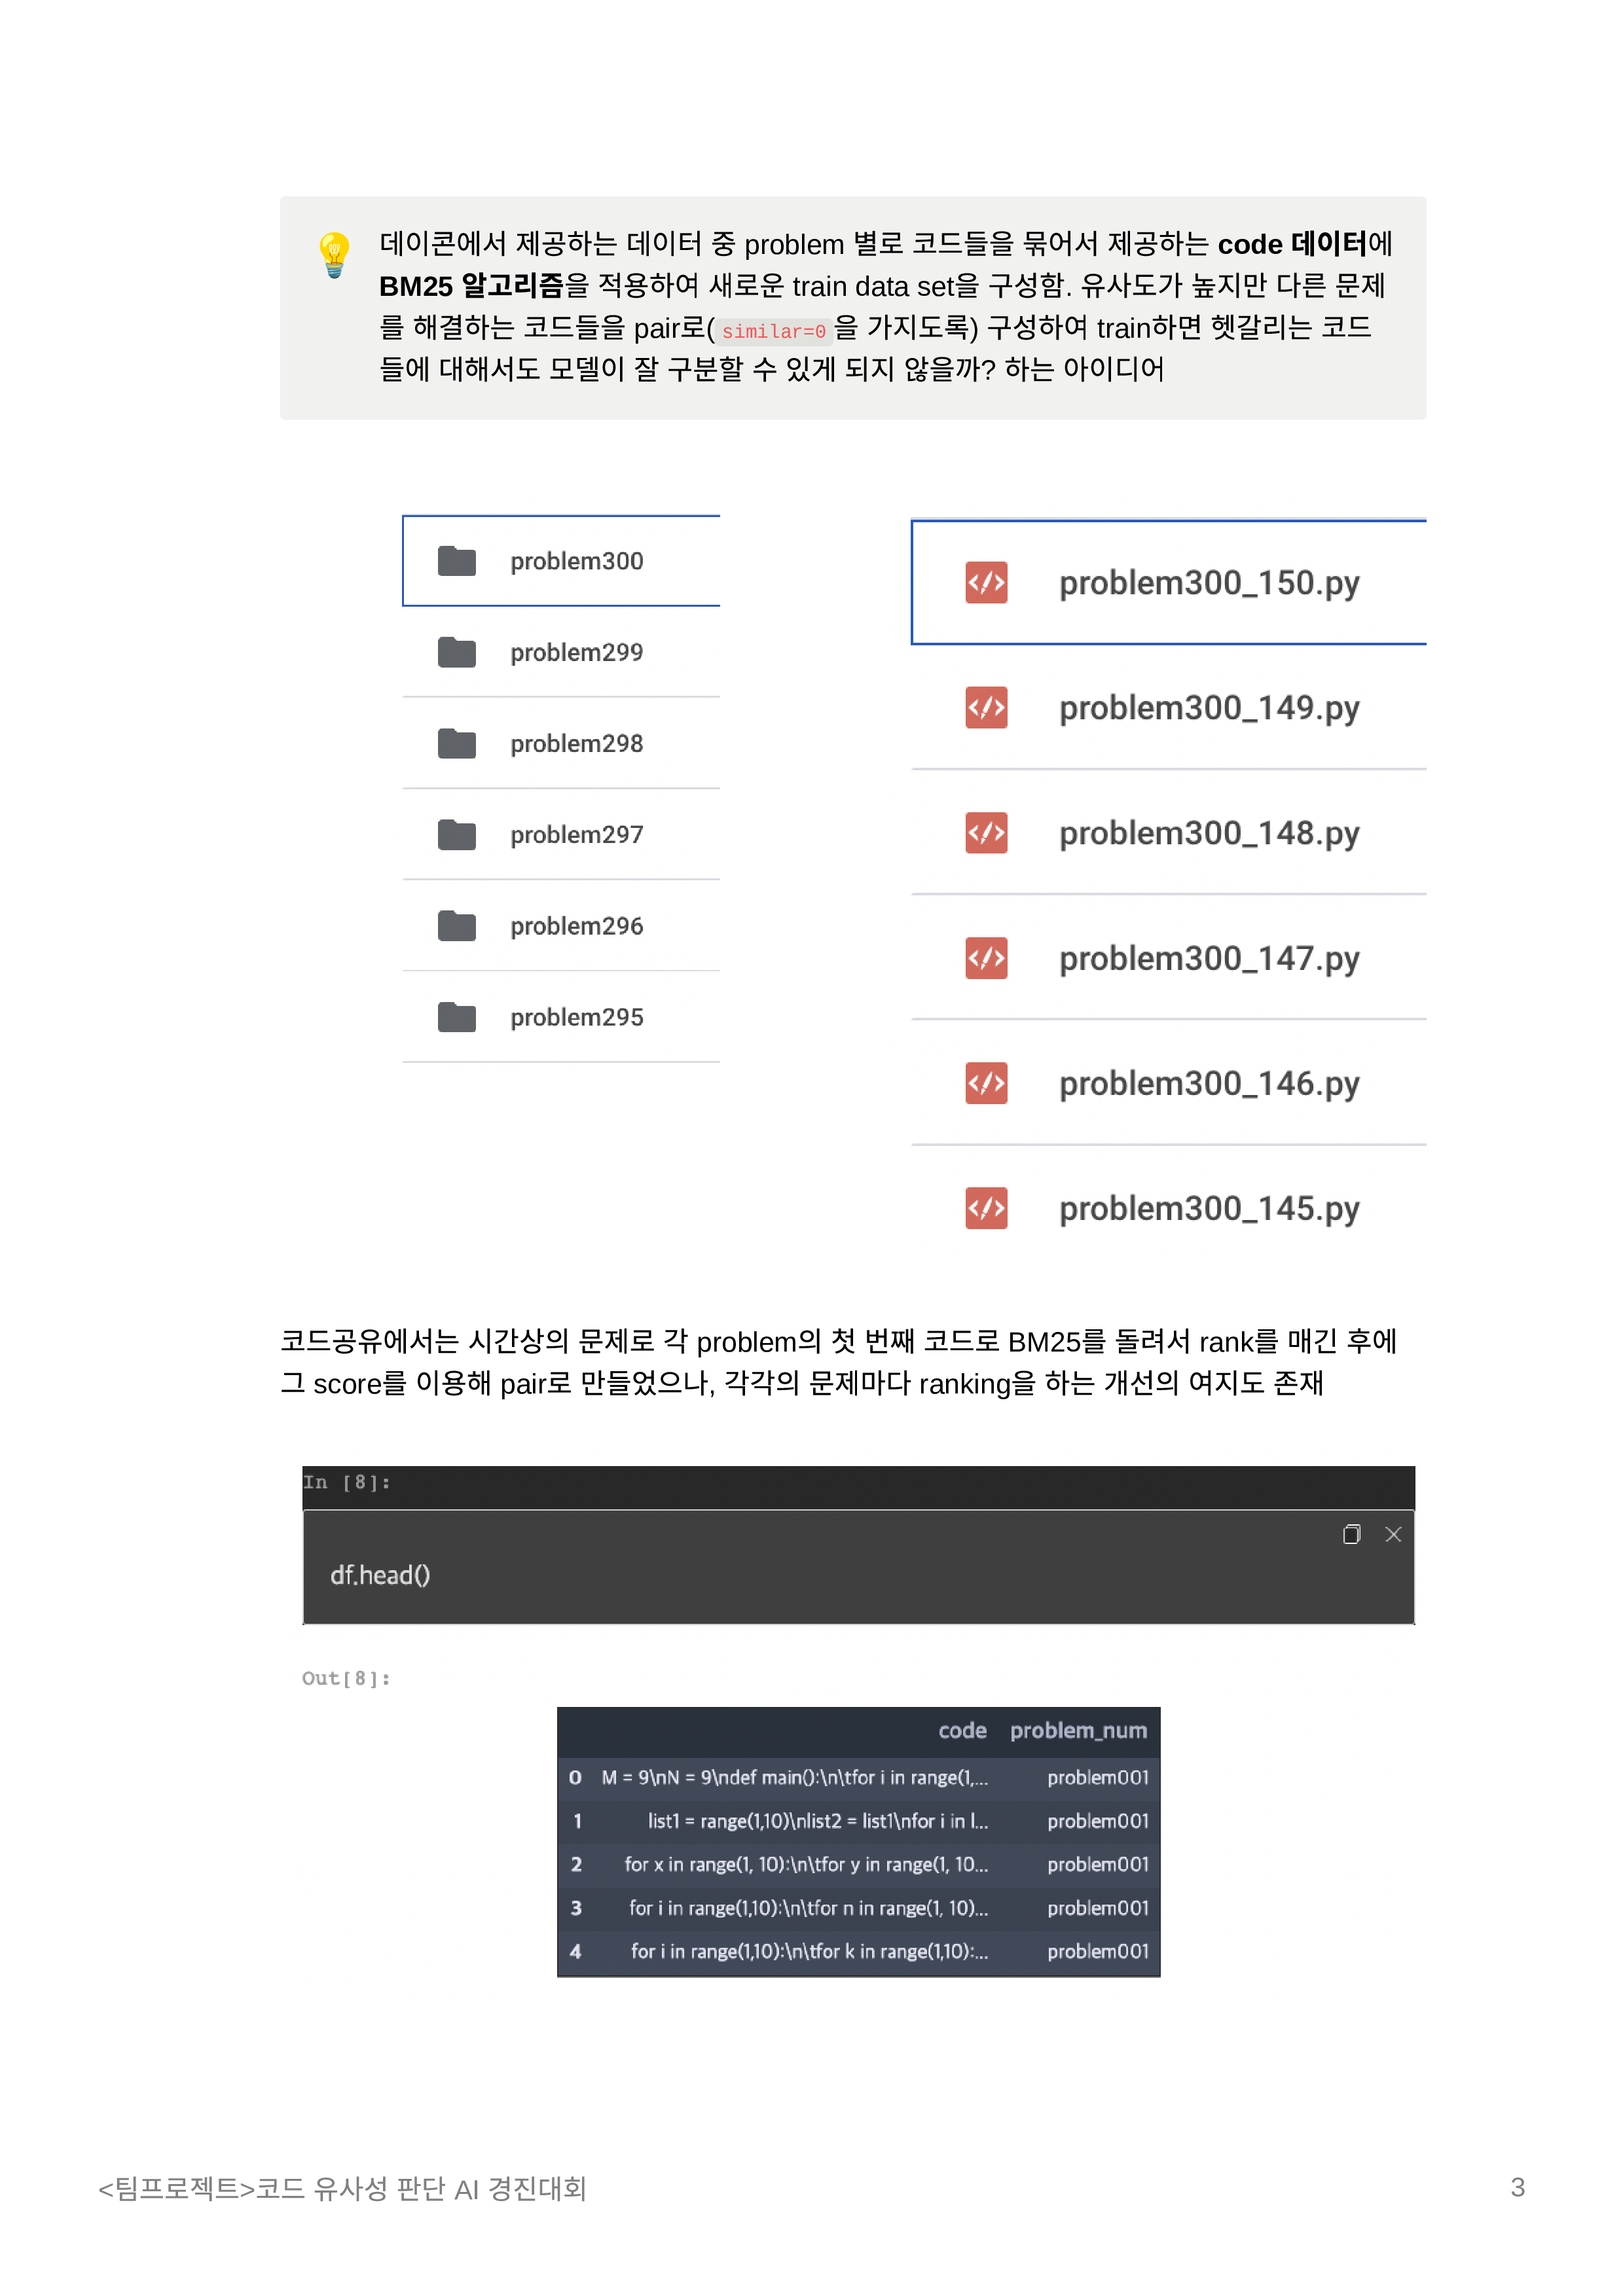 데이콘에서 제공하는 데이터 중 problem 별로 코드들을 묶어서 제공하는 code 데이터에
BM25 알고리즘을 적용하여 새로운 train data set을 구성함. 유사도가 높지만 다른 문제
를 해결하는 코드들을 pair로( similar=0 을 가지도록) 구성하여 train하면 헷갈리는 코드
들에 대해서도 모델이 잘 구분할 수 있게 되지 않을까? 하는 아이디어
problem300
problem299
problem298
problem297
problem296
problem295
problem300_150.py
problem300_149.py
problem300_148.py
problem300_147.py
problem300_146.py
problem300_145.py
코드공유에서는 시간상의 문제로 각 problem의 첫 번째 코드로 BM25를 돌려서 rank를 매긴 후에
그 score를 이용해 pair로 만들었으나, 각각의 문제마다 ranking을 하는 개선의 여지도 존재
In [8]:
df.head()
Out[8]:
code problem_num
0 M = 9\nN = 9\ndef main():\n\tfor i in range(1,... problem001
1 list1 = range(1,10)\nlist2 = list1\nfor i in l... problem001
2 for x in range(1, 10):\n\tfor y in range(1, 10... problem001
3 for i in range(1,10):\n\tfor n in range(1, 10)... problem001
4 for i in range(1,10):\n\tfor k in range(1,10):... problem001
<팀프로젝트>코드 유사성 판단 AI 경진대회
3